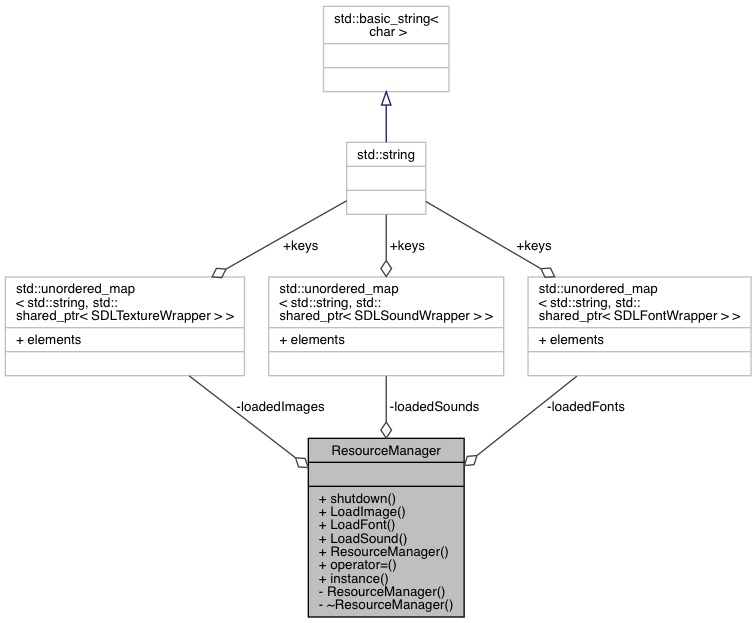 std::basic_string<
char >
std::string
+keys
+keys
+keys
std::unordered_map
< std::string, std::
shared_ptr< SDLTextureWrapper > >
+ elements
std::unordered_map
< std::string, std::
shared_ptr< SDLSoundWrapper > >
+ elements
std::unordered_map
< std::string, std::
shared_ptr< SDLFontWrapper > >
+ elements
-loadedImages
-loadedSounds
-loadedFonts
ResourceManager
+ shutdown()
+ LoadImage()
+ LoadFont()
+ LoadSound()
+ ResourceManager()
+ operator=()
+ instance()
- ResourceManager()
- ~ResourceManager()